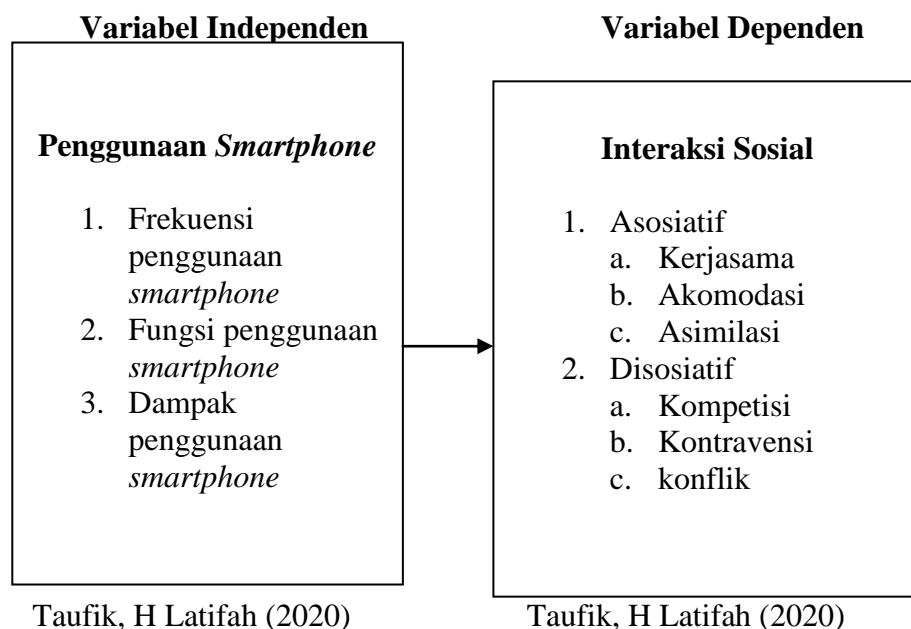 Variabel Independen
Penggunaan Smartphone
1. Frekuensi
penggunaan
smartphone
2. Fungsi penggunaan
smartphone
3. Dampak
penggunaan
smartphone
Taufik, H Latifah (2020)
Variabel Dependen
Interaksi Sosial
1. Asosiatif
a. Kerjasama
b. Akomodasi
c. Asimilasi
2. Disosiatif
a. Kompetisi
b. Kontravensi
c. konflik
Taufik, H Latifah (2020)